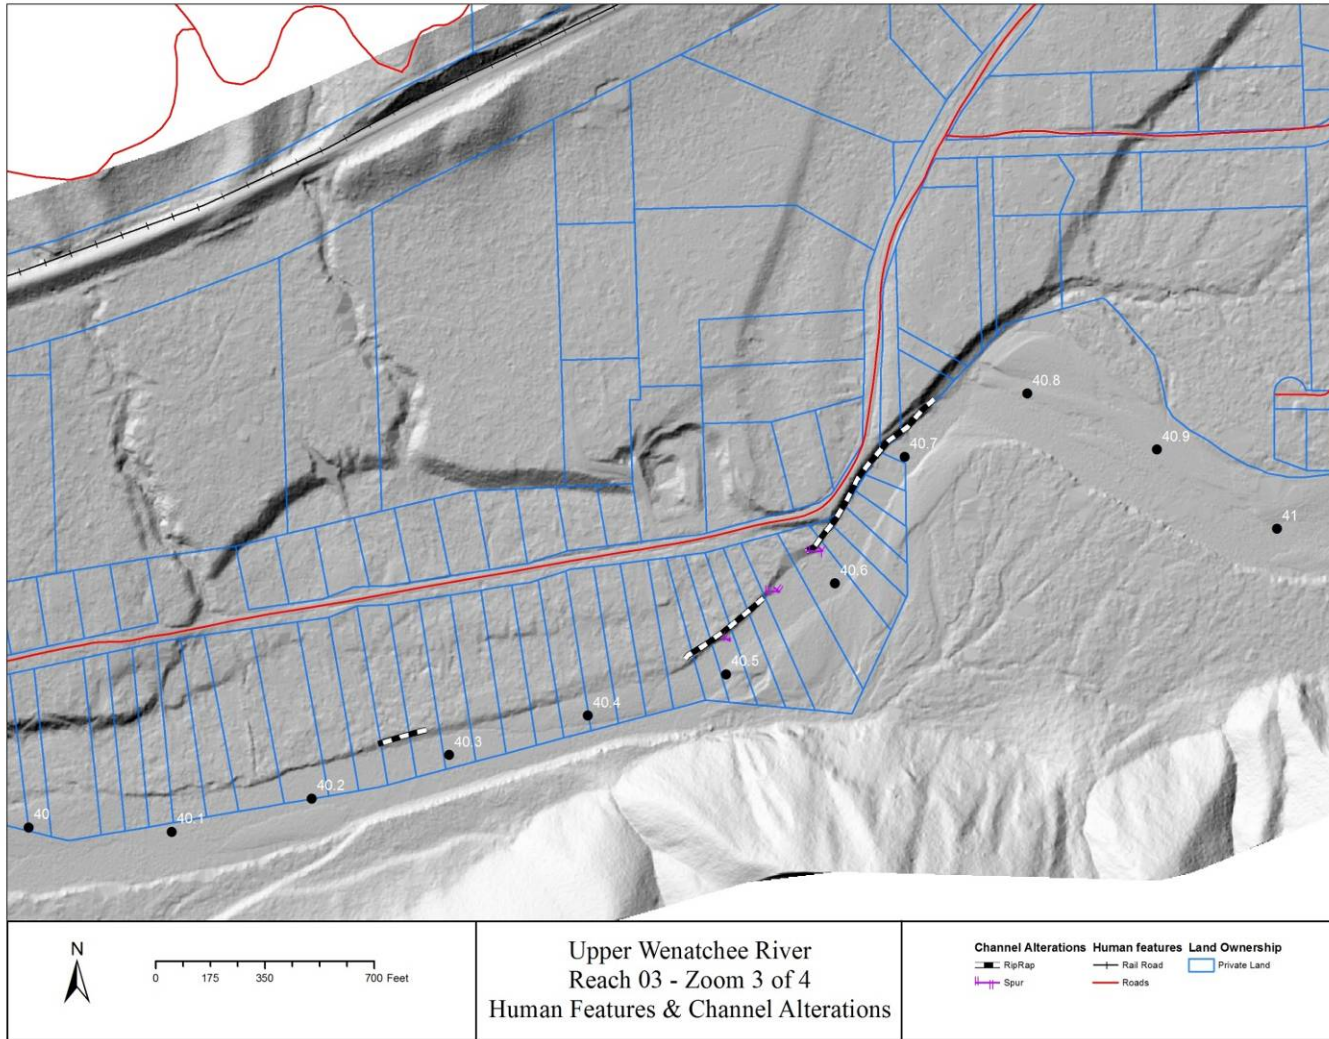 40.8
40.9
40.7
41
40.6
40.5
40.4
40.3
40.2
40.1
40
N
0 175 350 700 Feet
Upper Wenatchee River
Reach 03 - Zoom 3 of 4
Human Features & Channel Alterations
Channel Alterations Human features Land Ownership
RipRap Rail Road Private Land
Spur Roads